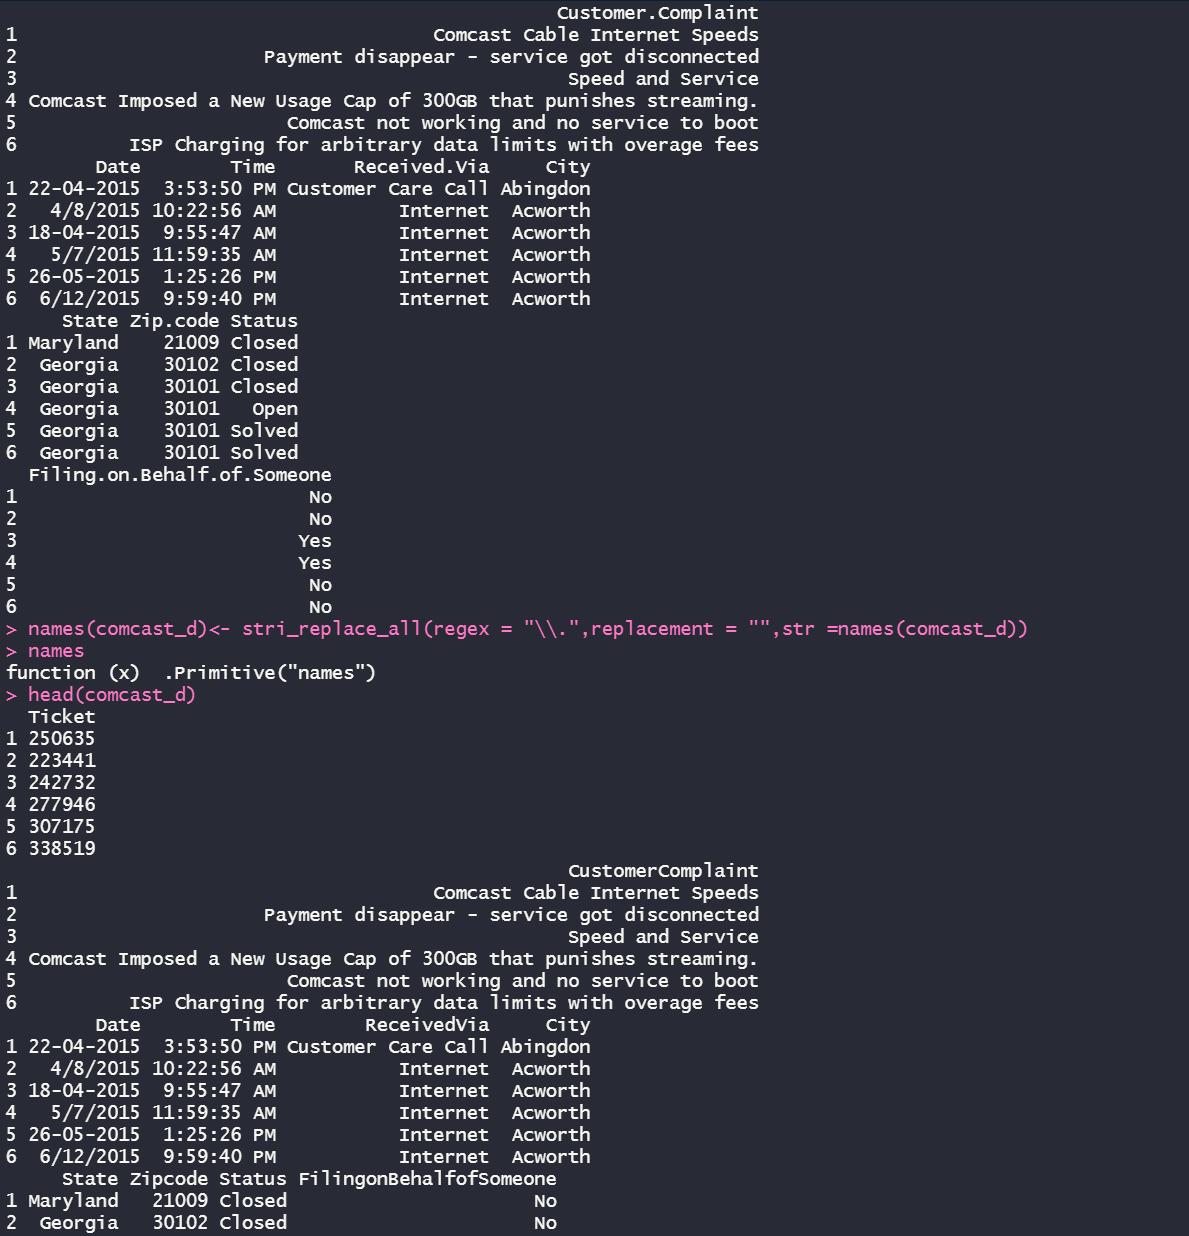 Customer.Complaint
1 Comcast Cable Internet Speeds
2 Payment disappear - service got disconnected
3 Speed and Service
4 Comcast Imposed a New Usage Cap of 300GB that punishes streaming.
5 Comcast not working and no service to boot
6 ISP Charging for arbitrary data limits with overage fees
Date Time Received.Via City
1 22-04-2015 3:53:50 PM Customer Care Call Abingdon
2 4/8/2015 10:22:56 AM Internet Acworth
3 18-04-2015 9:55:47 AM Internet Acworth
4 5/7/2015 11:59:35 AM Internet Acworth
5 26-05-2015 1:25:26 PM Internet Acworth
6 6/12/2015 9:59:40 PM Internet Acworth
State Zip.code Status
1 Maryland 21009 Closed
2 Georgia 30102 Closed
3 Georgia 30101 Closed
4 Georgia 30101 Open
5 Georgia 30101 Solved
6 Georgia 30101 Solved
Filing.on.Behalf.of.Someone
1 No
2 No
3 Yes
4 Yes
5 No
6 No
> names(comcast_d)<- stri_replace_all(regex = "\\.",replacement = "",str =names(comcast_d))
> names
function (x) .Primitive("names")
> head(comcast_d)
Ticket
1 250635
2 223441
3 242732
4 277946
5 307175
6 338519
CustomerComplaint
1 Comcast Cable Internet Speeds
2 Payment disappear - service got disconnected
3 Speed and Service
4 Comcast Imposed a New Usage Cap of 300GB that punishes streaming.
5 Comcast not working and no service to boot
6 ISP Charging for arbitrary data limits with overage fees
Date Time ReceivedVia City
1 22-04-2015 3:53:50 PM Customer Care Call Abingdon
2 4/8/2015 10:22:56 AM Internet Acworth
3 18-04-2015 9:55:47 AM Internet Acworth
4 5/7/2015 11:59:35 AM Internet Acworth
5 26-05-2015 1:25:26 PM Internet Acworth
6 6/12/2015 9:59:40 PM Internet Acworth
State Zipcode Status FilingonBehalfofSomeone
1 Maryland 21009 Closed No
2 Georgia 30102 Closed No